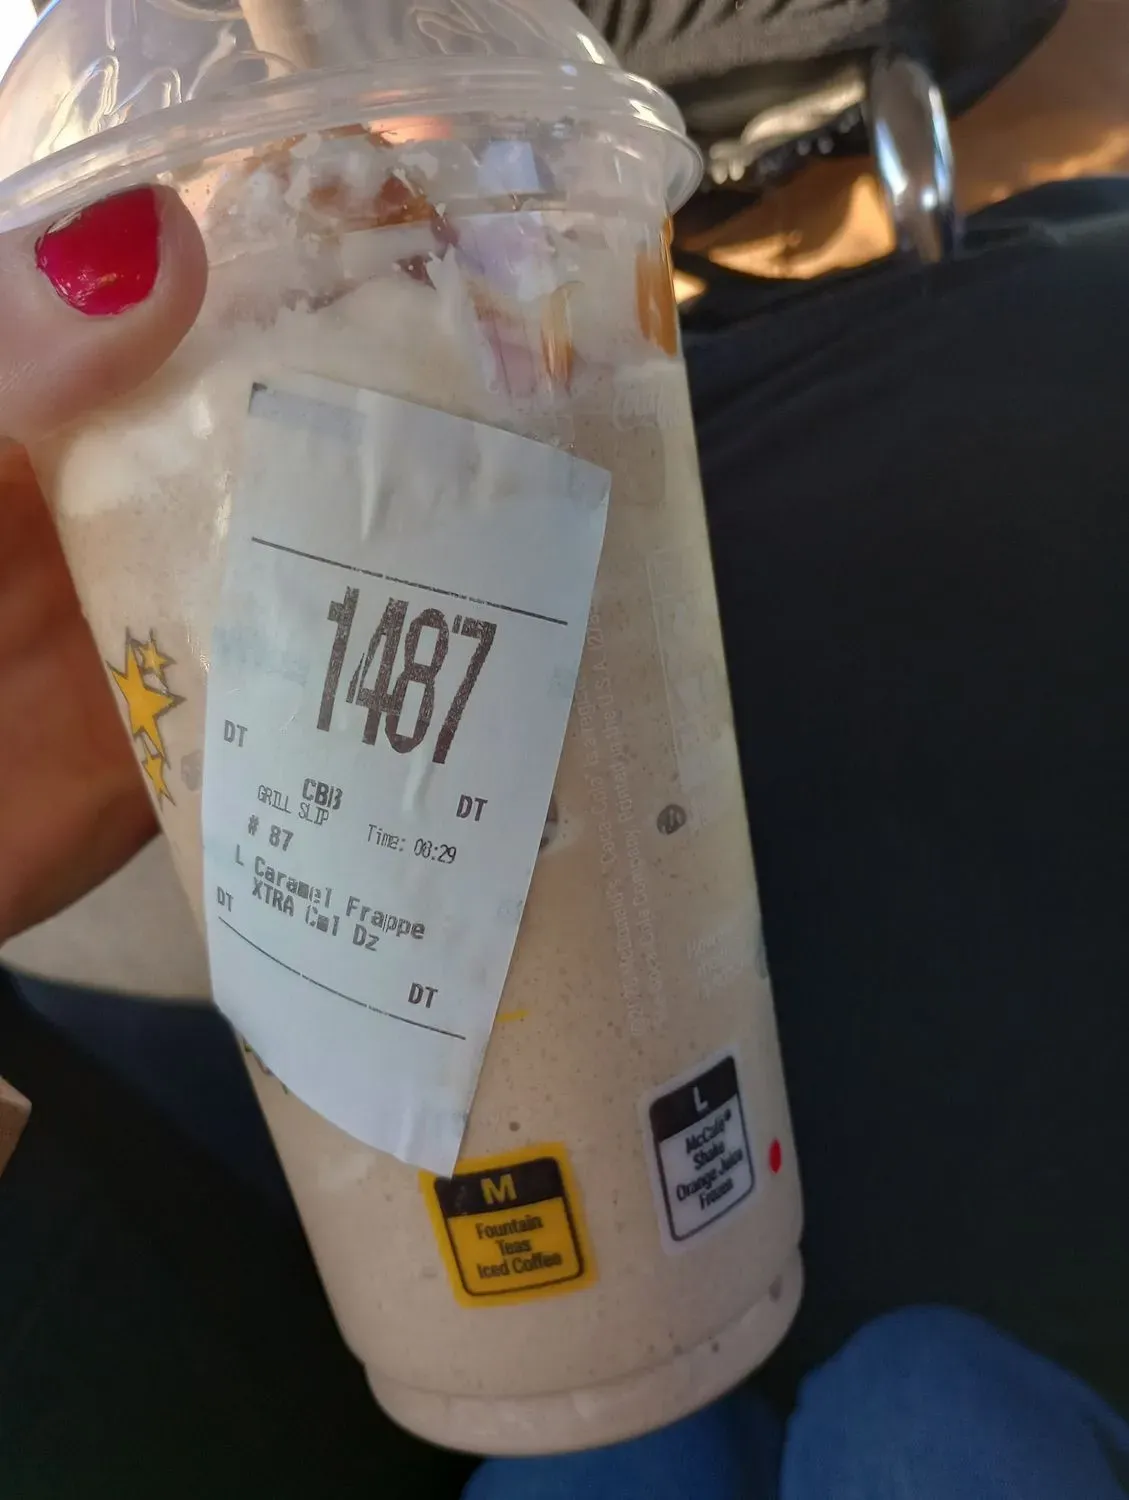 1487
DT
CBB
DT
GRILL SLIP
Time: 08:29
# 87
L Caramel Frappe
XTRA Cml Dz
DT
DT
M
Fountain
Teas
Iced Coffee
L
McCafé®
Shake
Orange Juice
Frozen